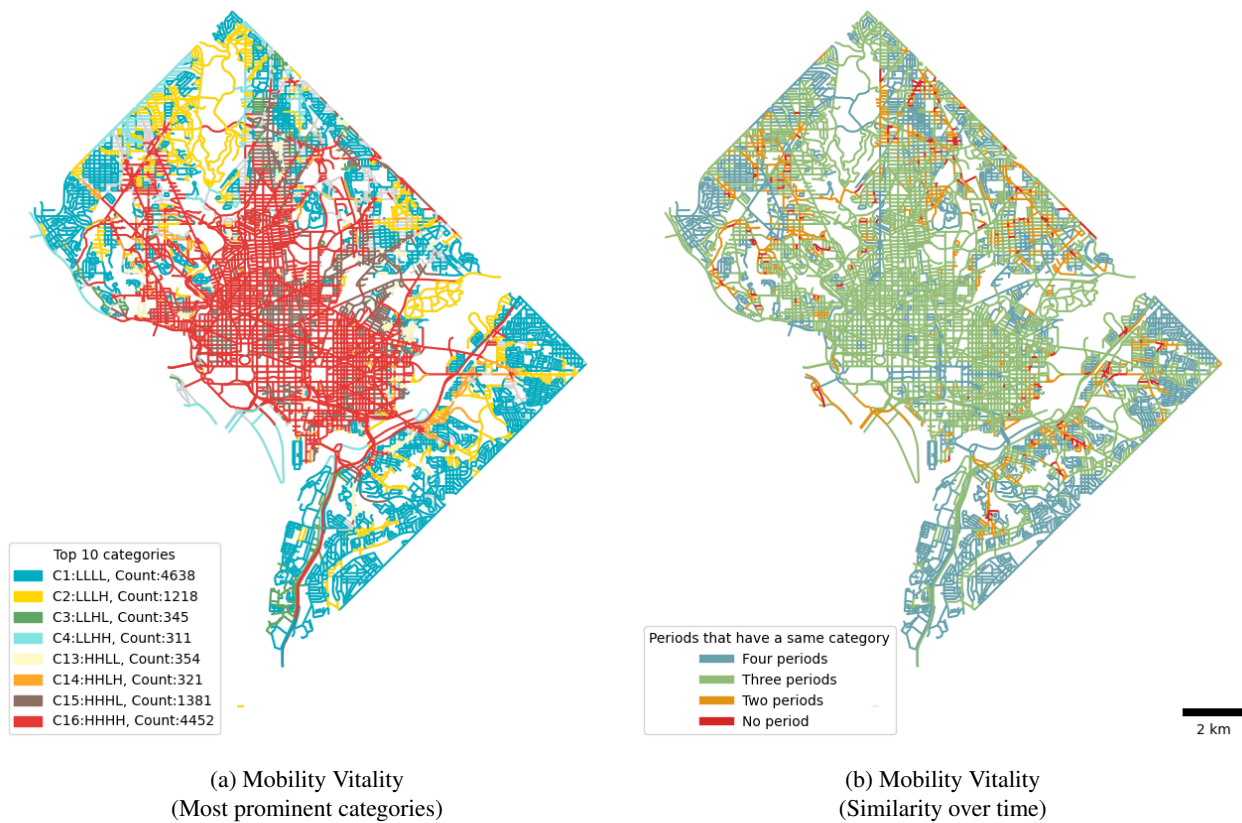 Top 10 categories
C1:LLLL, Count:4638
C2:LLLH, Count:1218
C3:LLHL, Count:345
C4:LLHH, Count:311
C13:HHLL, Count:354
C14:HHLH, Count:321
C15:HHHL, Count:1381
C16:HHHH, Count:4452
Periods that have a same category
Four periods
Three periods
Two periods
No period
2 km
(a) Mobility Vitality
(Most prominent categories)
(b) Mobility Vitality
(Similarity over time)